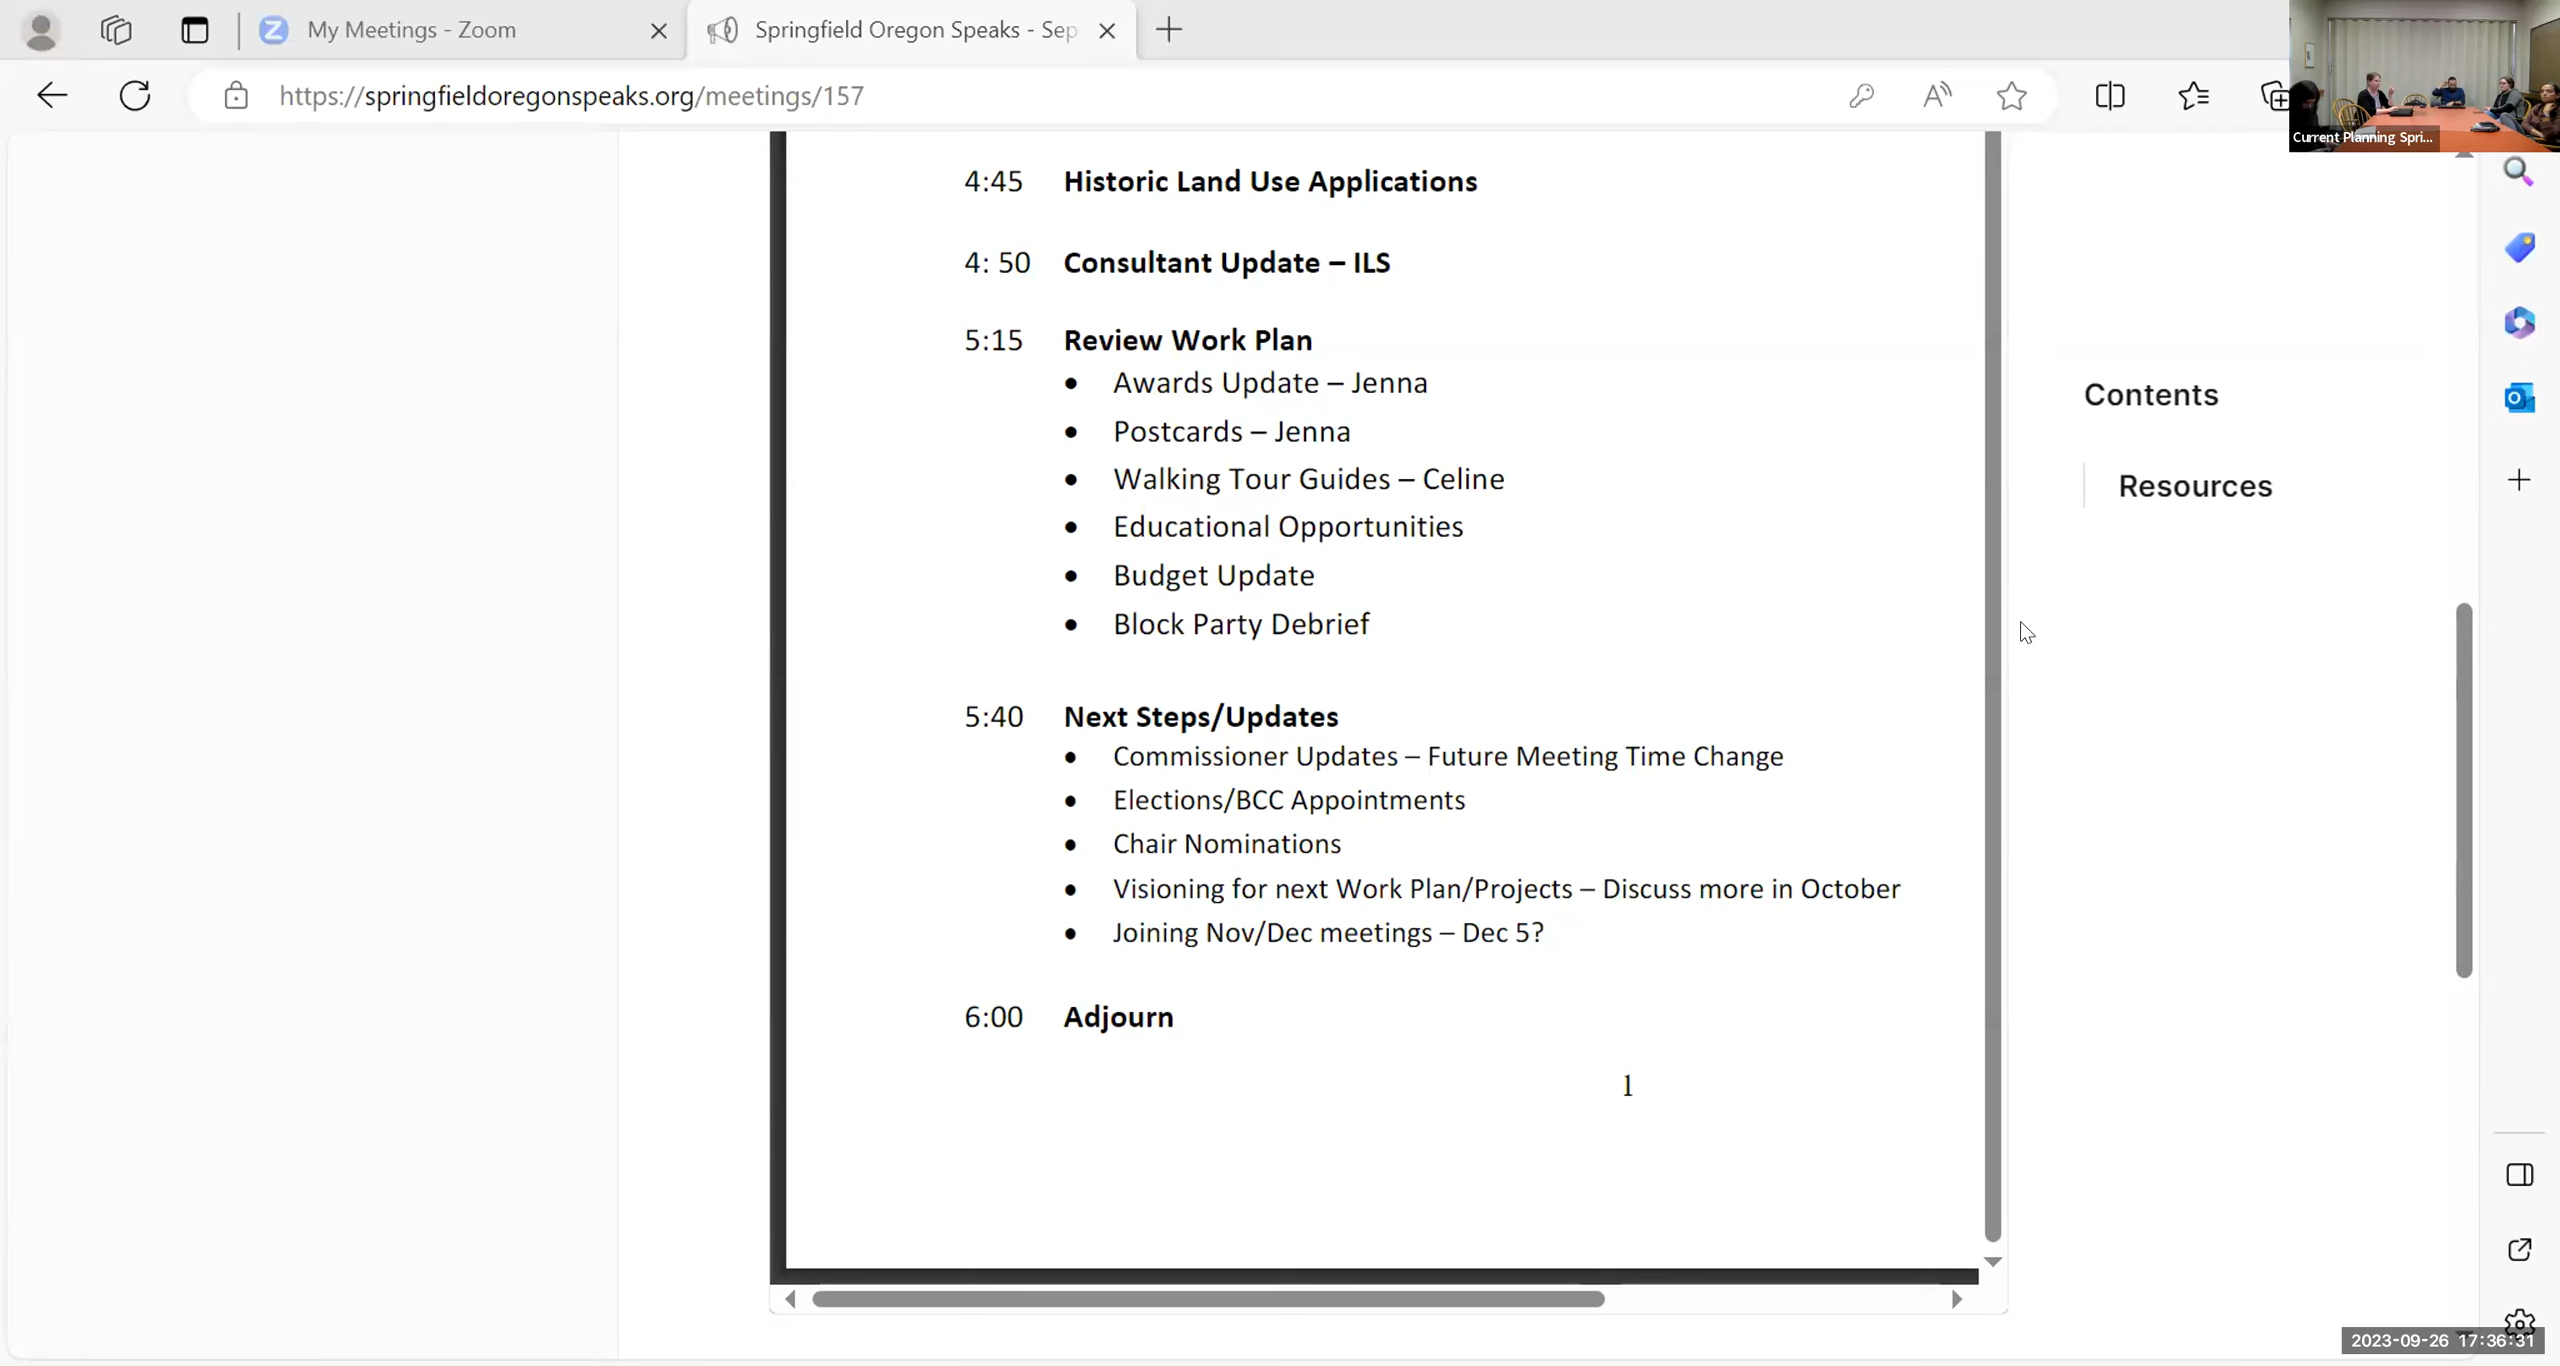 My Meetings - Zoom
Springfield Oregon Speaks - Sep
https://springfieldoregonspeaks.org/meetings/157
Current Planning Spri...
4:45 Historic Land Use Applications
4: 50 Consultant Update – ILS
5:15 Review Work Plan
• Awards Update – Jenna
• Postcards – Jenna
• Walking Tour Guides – Celine
• Educational Opportunities
• Budget Update
• Block Party Debrief
5:40 Next Steps/Updates
• Commissioner Updates – Future Meeting Time Change
• Elections/BCC Appointments
• Chair Nominations
• Visioning for next Work Plan/Projects – Discuss more in October
• Joining Nov/Dec meetings – Dec 5?
6:00 Adjourn
1
Contents
Resources
2023-09-26 17:36:31